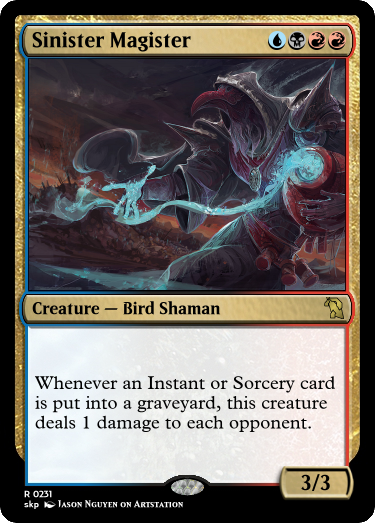 Sinister Magister
Creature — Bird Shaman
Whenever an Instant or Sorcery card
is put into a graveyard, this creature
deals 1 damage to each opponent.
3/3
R 0231
skp Jason Nguyen on Artstation